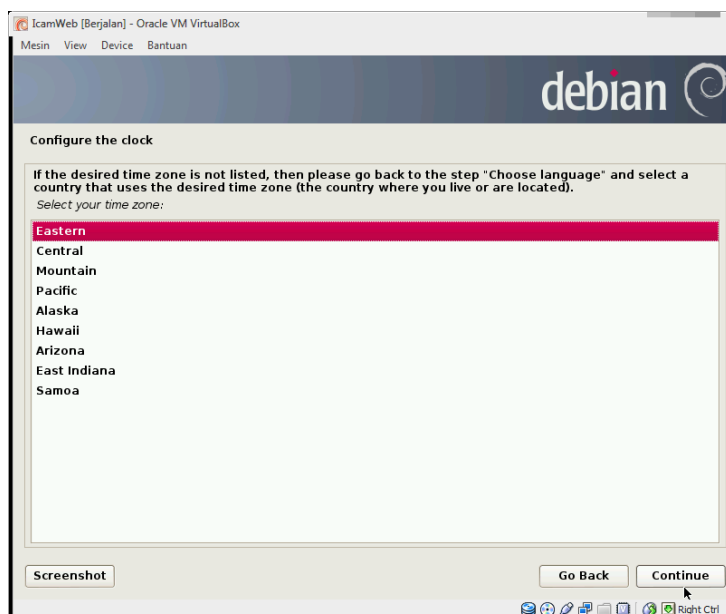 IcamWeb [Berjalan] - Oracle VM VirtualBox
Mesin View Device Bantuan
debian
Configure the clock
If the desired time zone is not listed, then please go back to the step "Choose language" and select a
country that uses the desired time zone (the country where you live or are located).
Select your time zone:
Eastern
Central
Mountain
Pacific
Alaska
Hawaii
Arizona
East Indiana
Samoa
Screenshot Go Back Continue
Right Ctrl